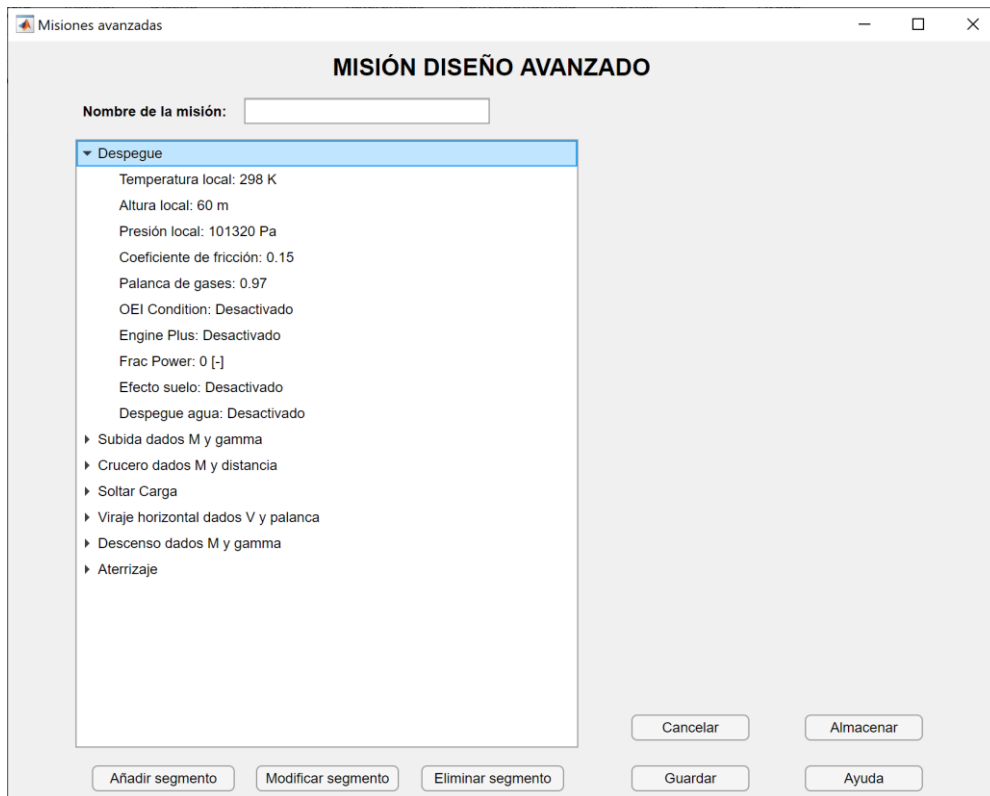 Misiones avanzadas
MISIÓN DISEÑO AVANZADO
Nombre de la misión:
Despegue
Temperatura local: 298 K
Altura local: 60 m
Presión local: 101320 Pa
Coeficiente de fricción: 0.15
Palanca de gases: 0.97
OEI Condition: Desactivado
Engine Plus: Desactivado
Frac Power: 0 [-]
Efecto suelo: Desactivado
Despegue agua: Desactivado
Subida dados M y gamma
Crucero dados M y distancia
Soltar Carga
Viraje horizontal dados V y palanca
Descenso dados M y gamma
Aterrizaje
Cancelar Almacenar
Añadir segmento Modificar segmento Eliminar segmento Guardar Ayuda